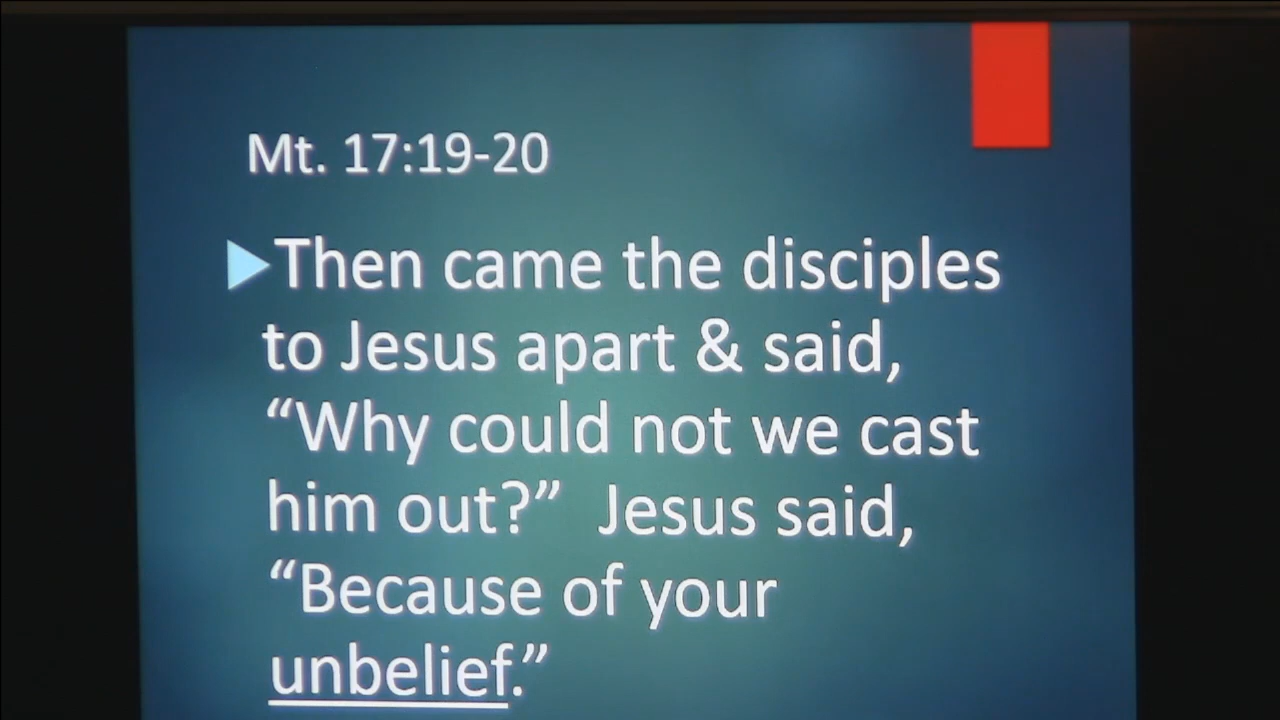 Mt. 17:19-20
Then came the disciples
to Jesus apart & said,
“Why could not we cast
him out?” Jesus said,
“Because of your
unbelief.”